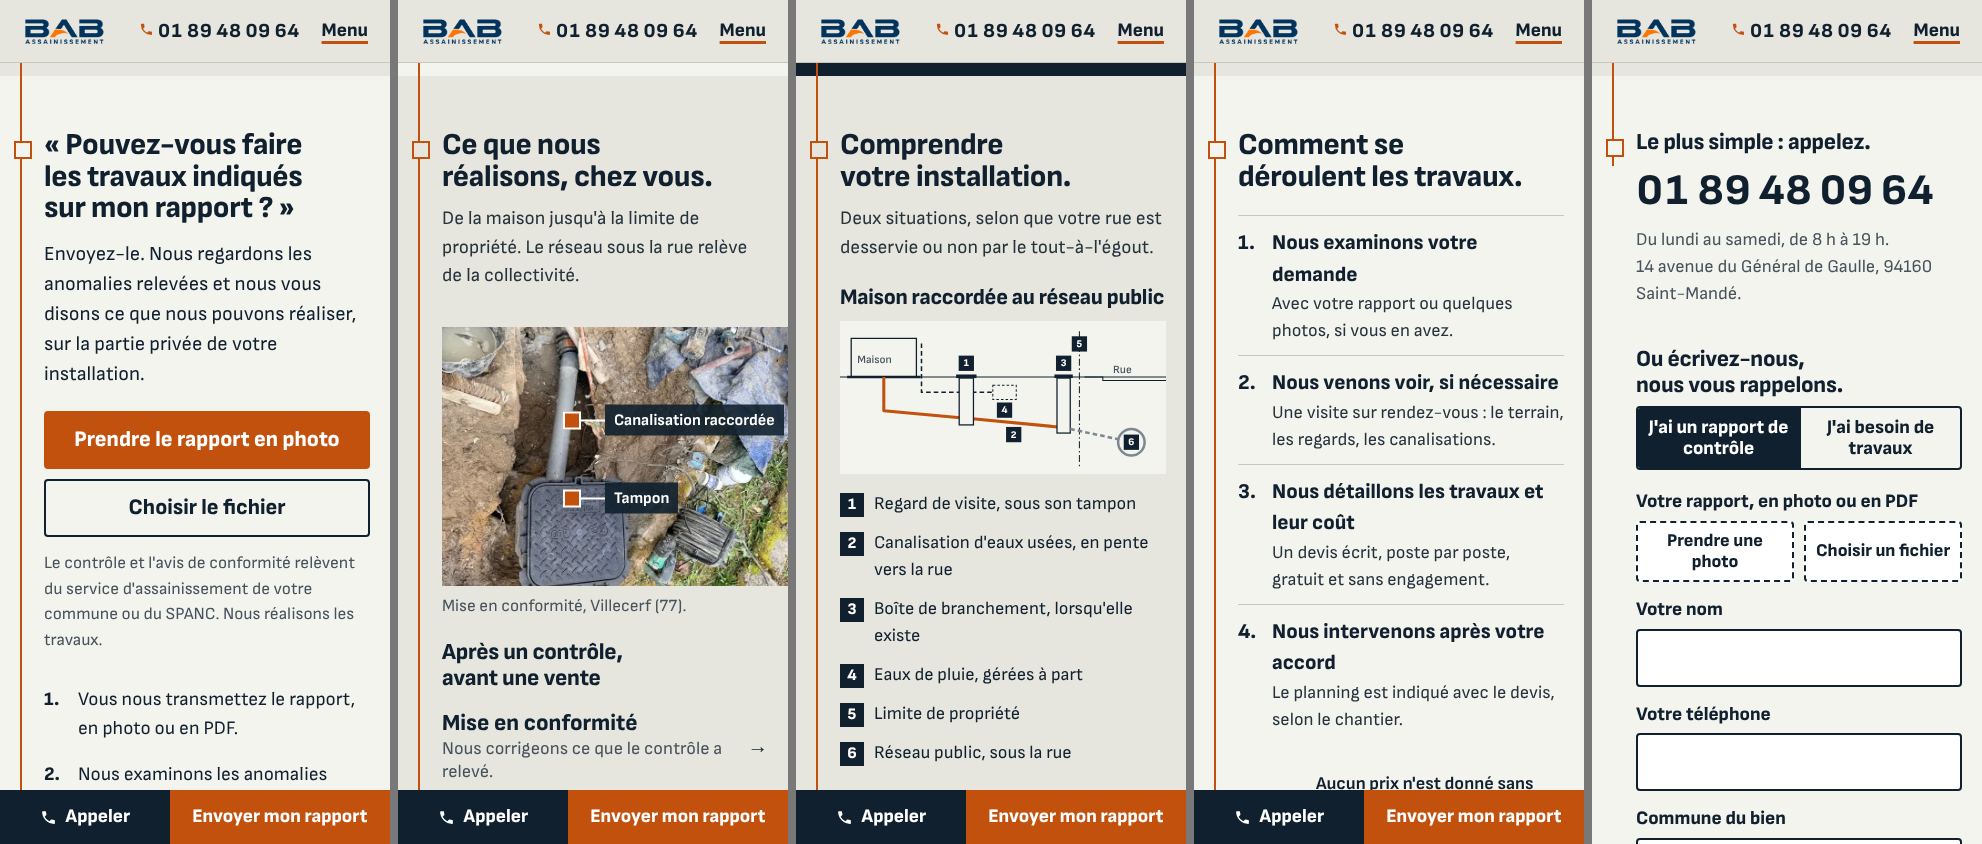 BAB
ASSAINISSEMENT
01 89 48 09 64
Menu
« Pouvez-vous faire
les travaux indiqués
sur mon rapport ? »
Envoyez-le. Nous regardons les
anomalies relevées et nous vous
disons ce que nous pouvons réaliser,
sur la partie privée de votre
installation.
Prendre le rapport en photo
Choisir le fichier
Le contrôle et l'avis de conformité relèvent
du service d'assainissement de votre
commune ou du SPANC. Nous réalisons les
travaux.
1. Vous nous transmettez le rapport,
en photo ou en PDF.
2. Nous examinons les anomalies
Appeler
Envoyer mon rapport
BAB
ASSAINISSEMENT
01 89 48 09 64
Menu
Ce que nous
réalisons, chez vous.
De la maison jusqu'à la limite de
propriété. Le réseau sous la rue relève
de la collectivité.
Canalisation raccordée
Tampon
Mise en conformité, Villecerf (77).
Après un contrôle,
avant une vente
Mise en conformité
Nous corrigeons ce que le contrôle a →
relevé.
Appeler
Envoyer mon rapport
BAB
ASSAINISSEMENT
01 89 48 09 64
Menu
Comprendre
votre installation.
Deux situations, selon que votre rue est
desservie ou non par le tout-à-l'égout.
Maison raccordée au réseau public
Maison
1
3
5
Rue
4
2
6
1 Regard de visite, sous son tampon
2 Canalisation d'eaux usées, en pente
vers la rue
3 Boîte de branchement, lorsqu'elle
existe
4 Eaux de pluie, gérées à part
5 Limite de propriété
6 Réseau public, sous la rue
Appeler
Envoyer mon rapport
BAB
ASSAINISSEMENT
01 89 48 09 64
Menu
Comment se
déroulent les travaux.
1. Nous examinons votre
demande
Avec votre rapport ou quelques
photos, si vous en avez.
2. Nous venons voir, si nécessaire
Une visite sur rendez-vous : le terrain,
les regards, les canalisations.
3. Nous détaillons les travaux et
leur coût
Un devis écrit, poste par poste,
gratuit et sans engagement.
4. Nous intervenons après votre
accord
Le planning est indiqué avec le devis,
selon le chantier.
Aucun prix n'est donné sans
Appeler
Envoyer mon rapport
BAB
ASSAINISSEMENT
01 89 48 09 64
Menu
Le plus simple : appelez.
01 89 48 09 64
Du lundi au samedi, de 8 h à 19 h.
14 avenue du Général de Gaulle, 94160
Saint-Mandé.
Ou écrivez-nous,
nous vous rappelons.
J'ai un rapport de
contrôle
J'ai besoin de
travaux
Votre rapport, en photo ou en PDF
Prendre une
photo
Choisir un fichier
Votre nom
Votre téléphone
Commune du bien